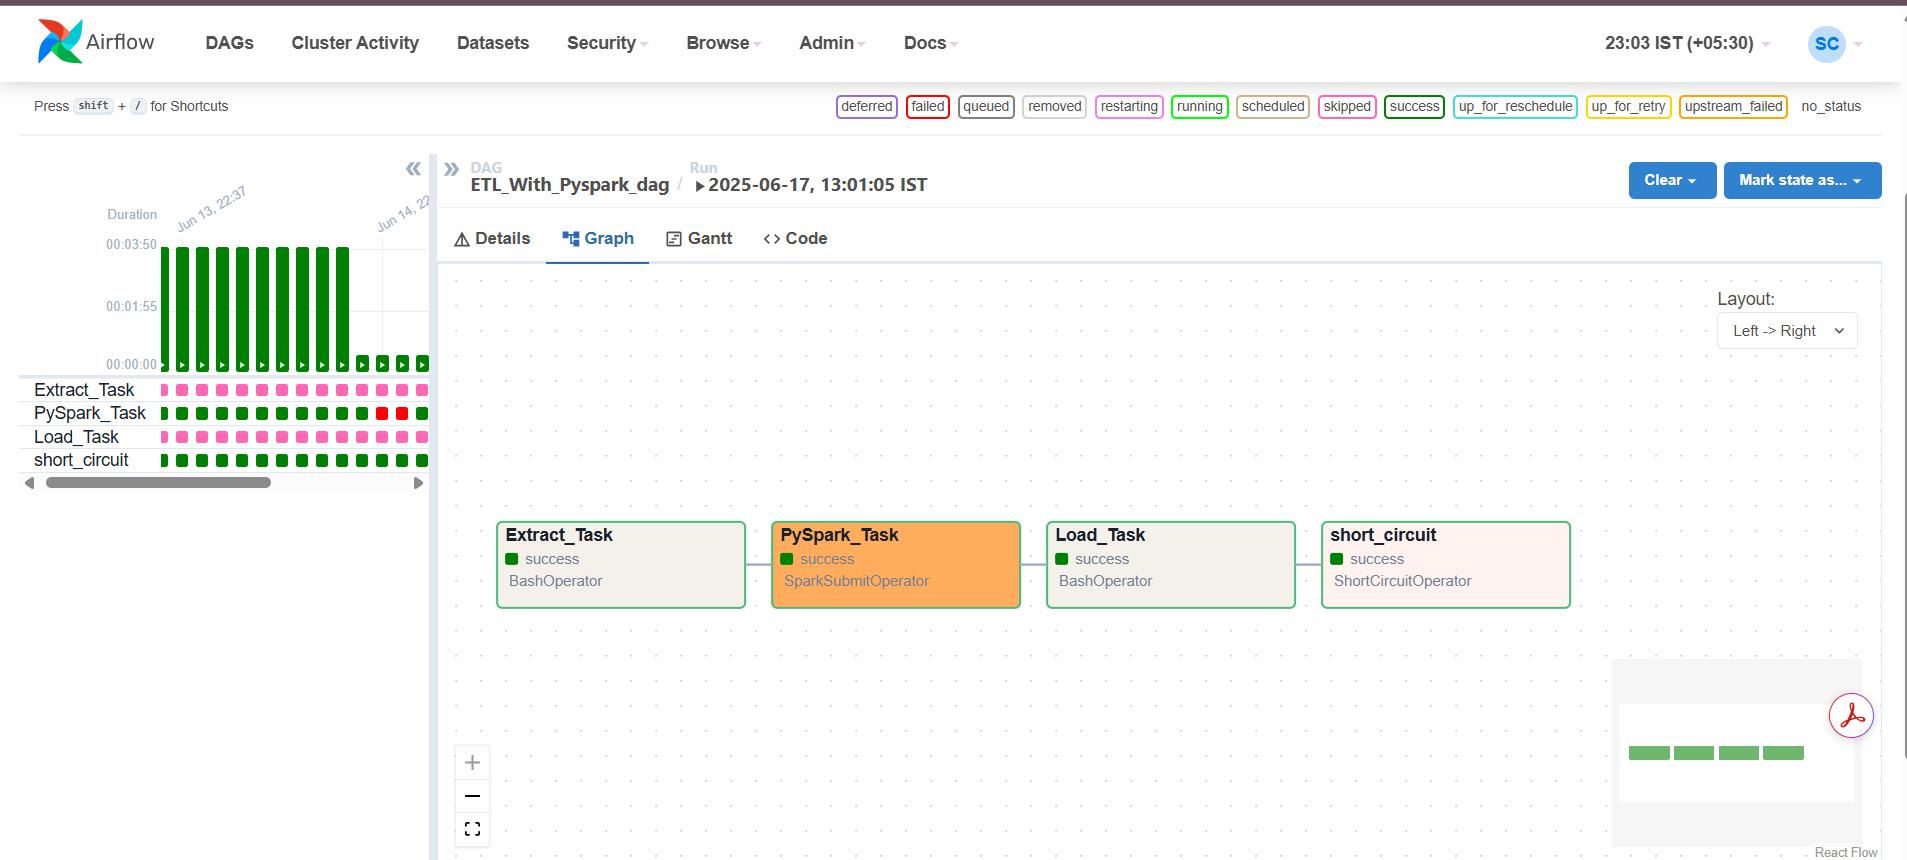 Airflow DAGs Cluster Activity Datasets Security Browse Admin Docs 23:03 IST (+05:30) SC
Press shift + / for Shortcuts deferred failed queued removed restarting running scheduled skipped success up_for_reschedule up_for_retry upstream_failed no_status
DAG Run
ETL_With_Pyspark_dag / 2025-06-17, 13:01:05 IST
Clear Mark state as...
Details Graph Gantt Code
Jun 13, 22:37
Jun 14, 22
Duration
00:03:50
00:01:55
00:00:00
Extract_Task
PySpark_Task
Load_Task
short_circuit
Layout:
Left -> Right
Extract_Task
success
BashOperator
PySpark_Task
success
SparkSubmitOperator
Load_Task
success
BashOperator
short_circuit
success
ShortCircuitOperator
React Flow